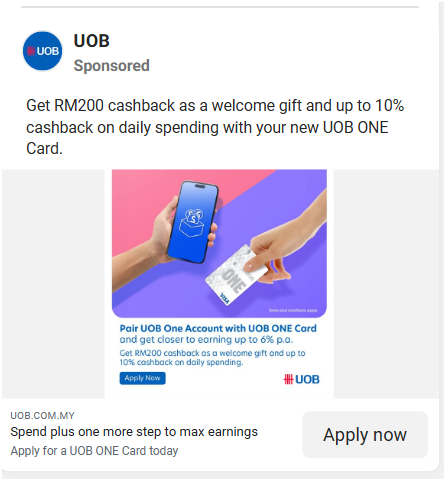 UOB
UOB
Sponsored
Get RM200 cashback as a welcome gift and up to 10%
cashback on daily spending with your new UOB ONE
Card.
ONE
VISA
Terms and conditions apply.
Pair UOB One Account with UOB ONE Card
and get closer to earning up to 6% p.a.
Get RM200 cashback as a welcome gift and up to
10% cashback on daily spending.
Apply Now
UOB
UOB.COM.MY
Spend plus one more step to max earnings
Apply for a UOB ONE Card today
Apply now